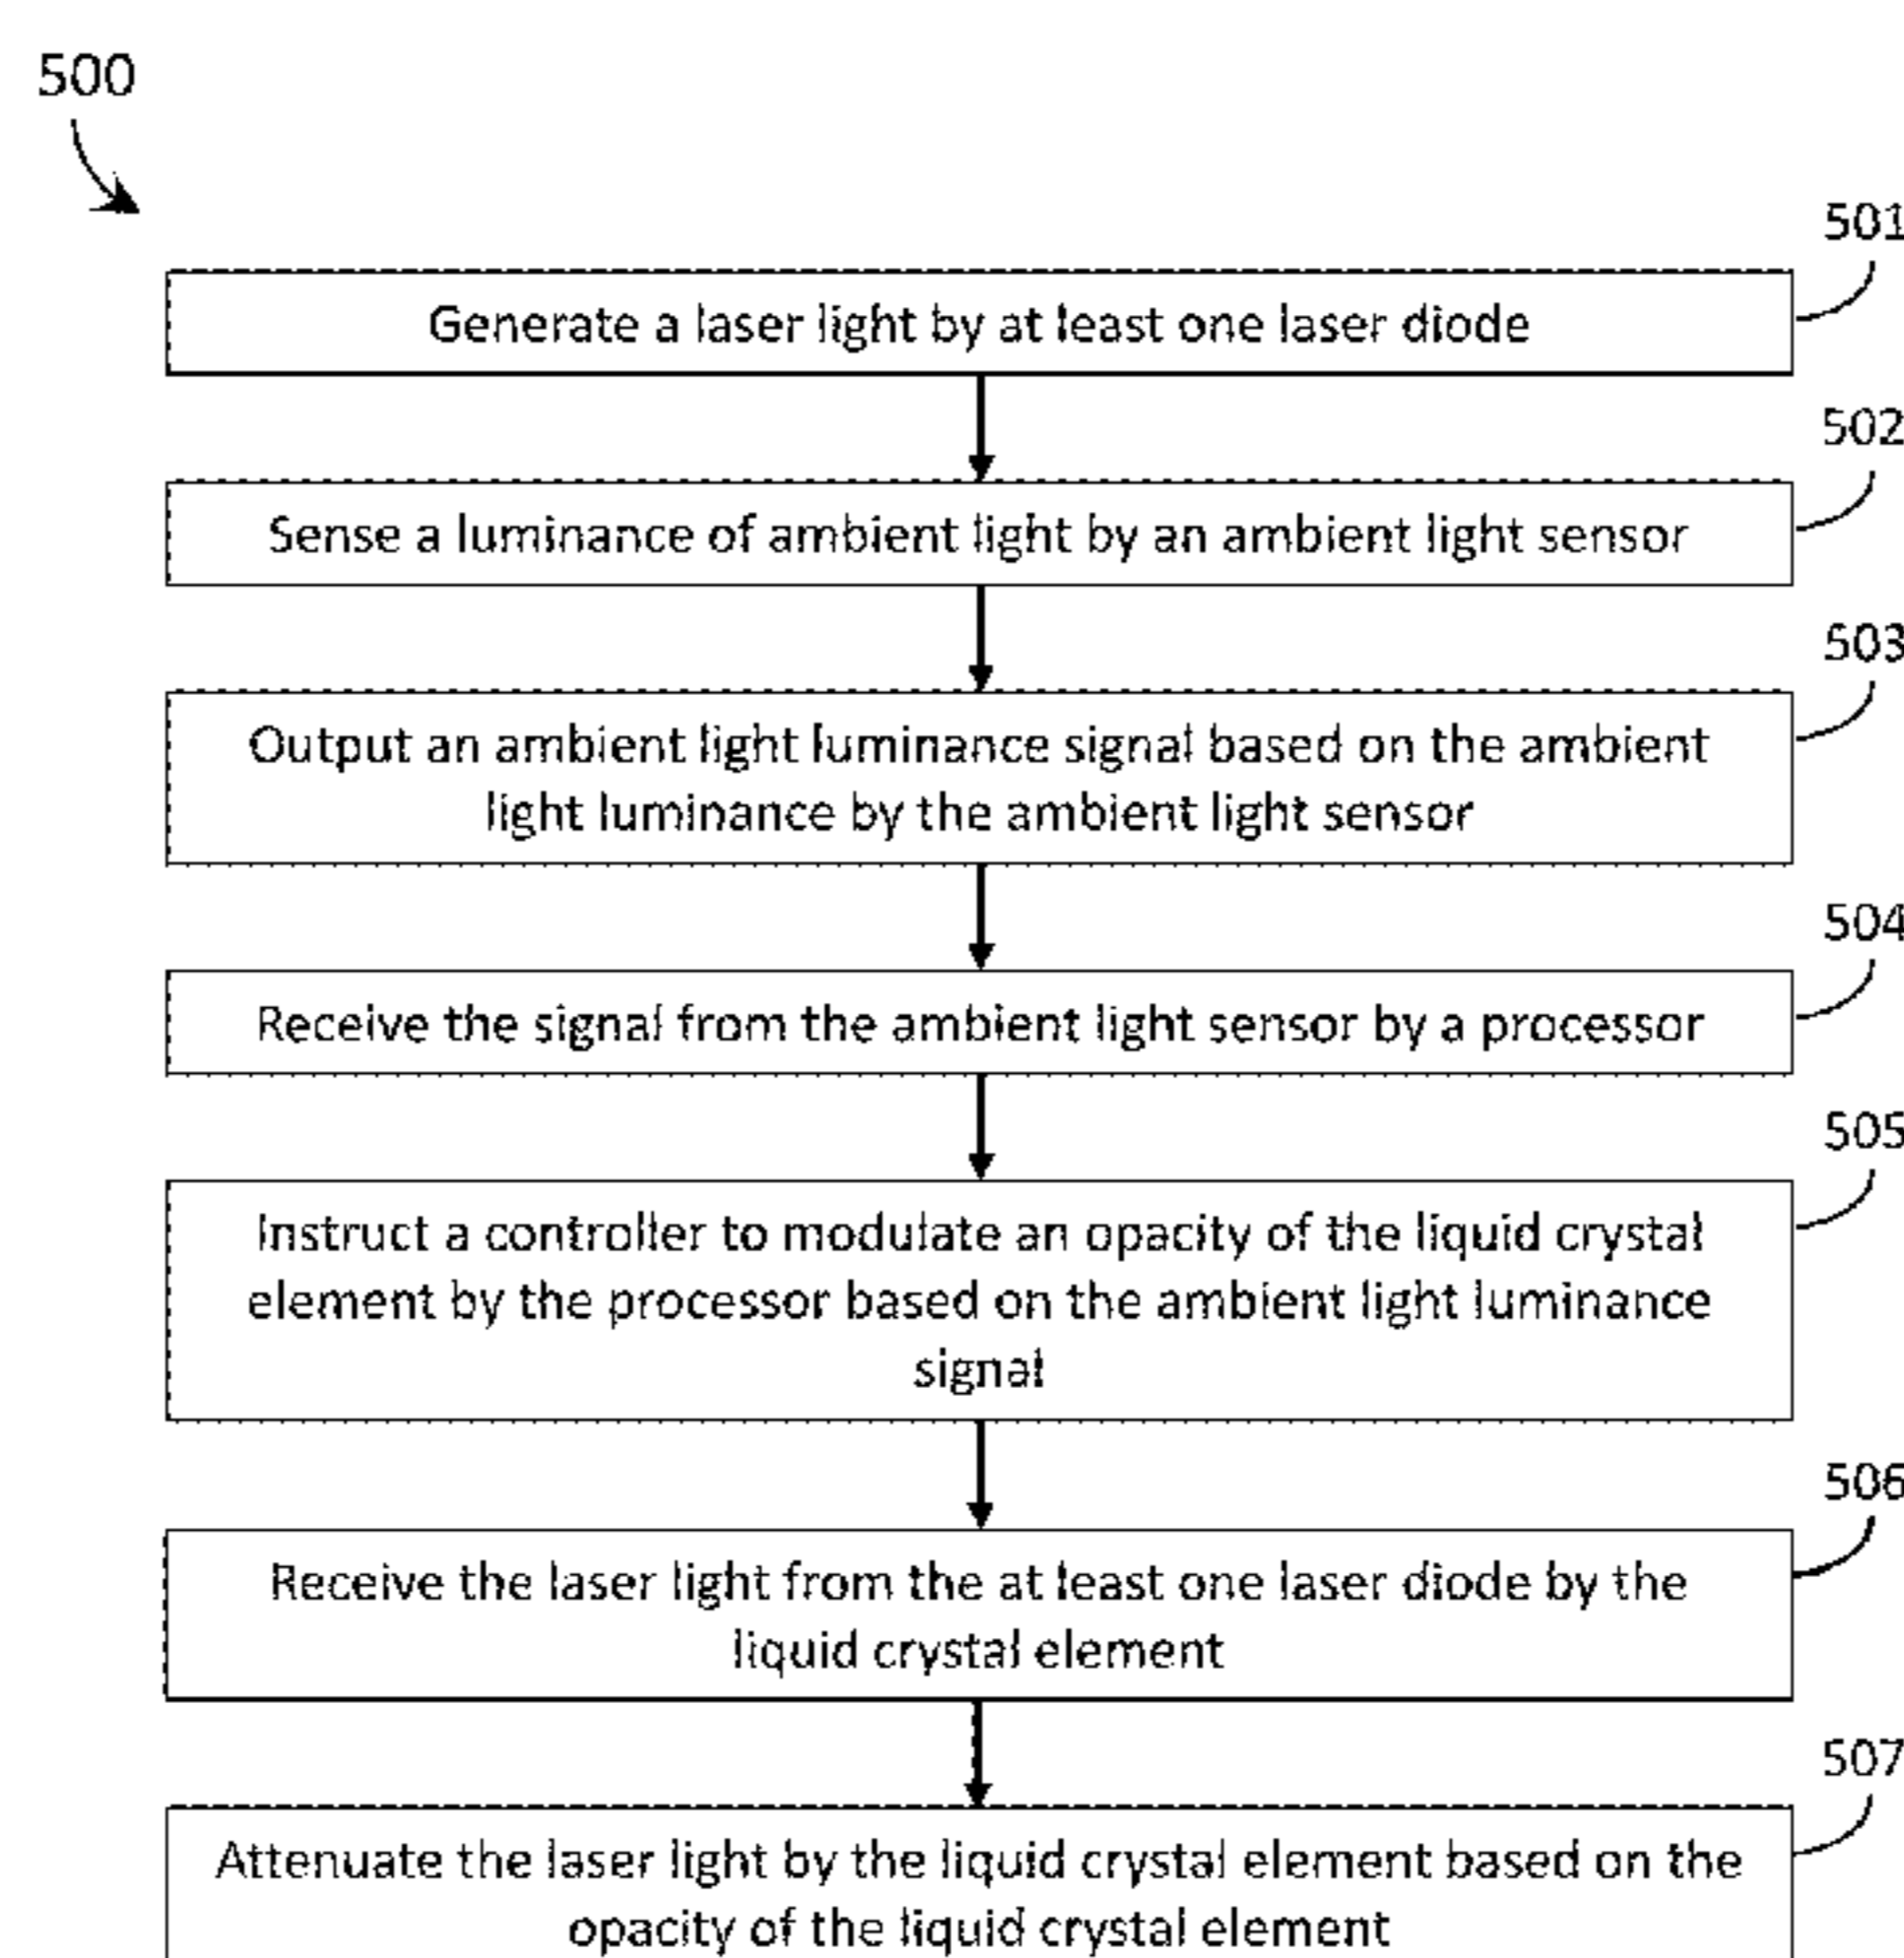 500
501
Generate a laser light by at least one laser diode
502
Sense a luminance of ambient light by an ambient light sensor
503
Output an ambient light luminance signal based on the ambient
light luminance by the ambient light sensor
504
Receive the signal from the ambient light sensor by a processor
505
Instruct a controller to modulate an opacity of the liquid crystal
element by the processor based on the ambient light luminance
signal
506
Receive the laser light from the at least one laser diode by the
liquid crystal element
507
Attenuate the laser light by the liquid crystal element based on the
opacity of the liquid crystal element